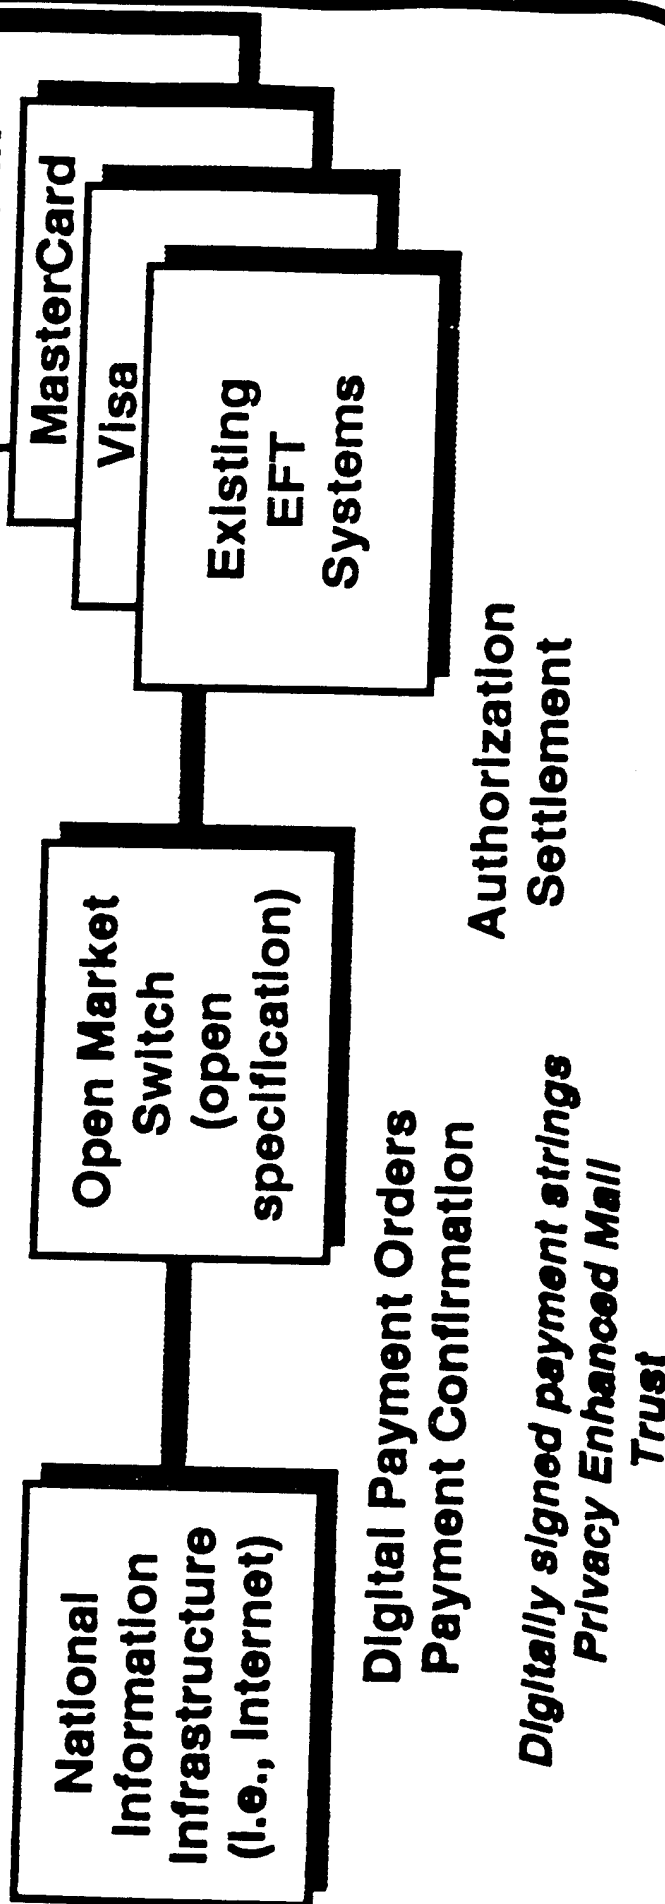 National
Information
Infrastructure
(i.e., Internet)
Open Market
Switch
(open
specification)
MasterCard
Visa
Existing
EFT
Systems
Digital Payment Orders
Payment Confirmation
Authorization
Settlement
Digitally signed payment strings
Privacy Enhanced Mail
Trust